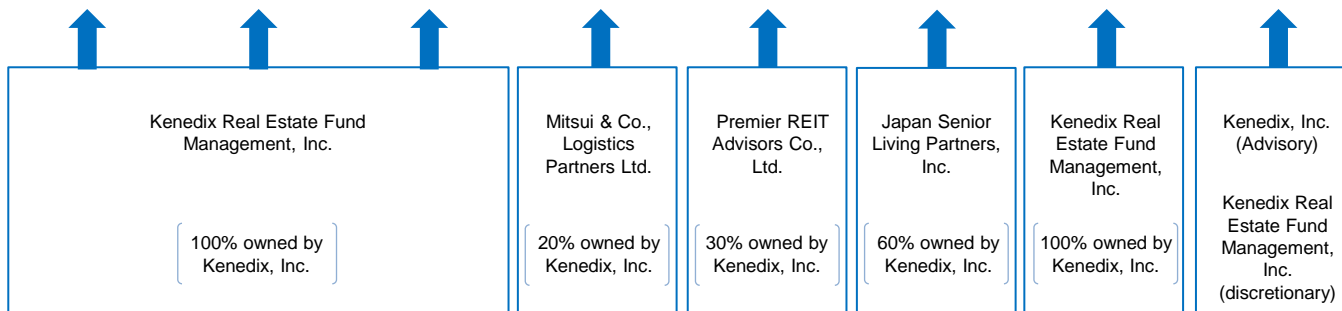 Kenedix Real Estate Fund
Management, Inc.
100% owned by
Kenedix, Inc.
Mitsui & Co.,
Logistics
Partners Ltd.
20% owned by
Kenedix, Inc.
Premier REIT
Advisors Co.,
Ltd.
30% owned by
Kenedix, Inc.
Japan Senior
Living Partners,
Inc.
60% owned by
Kenedix, Inc.
Kenedix Real
Estate Fund
Management,
Inc.
100% owned by
Kenedix, Inc.
Kenedix, Inc.
(Advisory)
Kenedix Real
Estate Fund
Management,
Inc.
(discretionary)